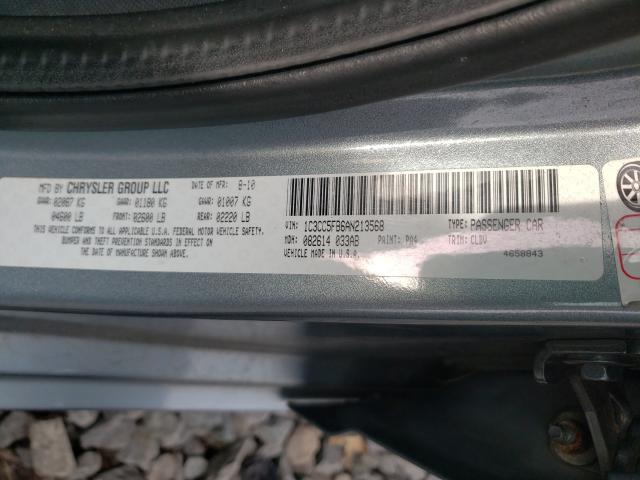 MFD BY CHRYSLER GROUP LLC DATE OF MFR: 8-10
GVWR: 02087 KG GAWR: 01180 KG GAWR: 01007 KG
04600 LB FRONT: 02600 LB REAR: 02220 LB
THIS VEHICLE CONFORMS TO ALL U.S.A. FEDERAL MOTOR VEHICLE SAFETY,
BUMPER AND THEFT PREVENTION STANDARDS IN EFFECT ON
THE DATE OF MANUFACTURE SHOWN ABOVE.
VIN: 1C3CC5FB6AN213568 TYPE: PASSENGER CAR
MDH: 082614 033AB PAINT: TRIM: CLDV
VEHICLE MADE IN U.S.A. 4658843